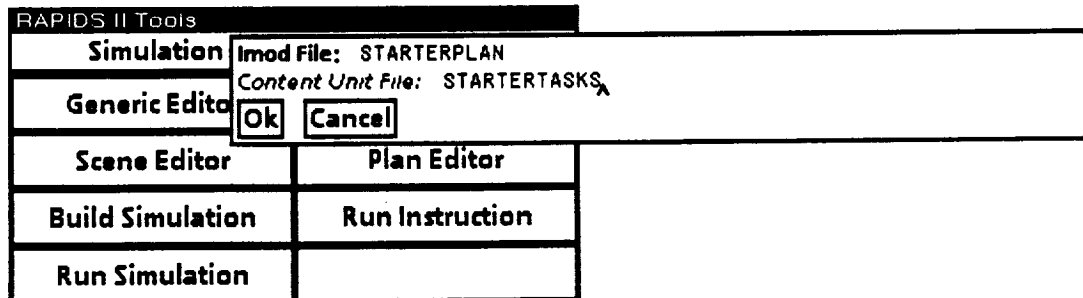 RAPIDS II Tools
Simulation
Imod File: STARTERPLAN
Content Unit File: STARTERTASKS
Generic Edito
Ok Cancel
Scene Editor Plan Editor
Build Simulation Run Instruction
Run Simulation